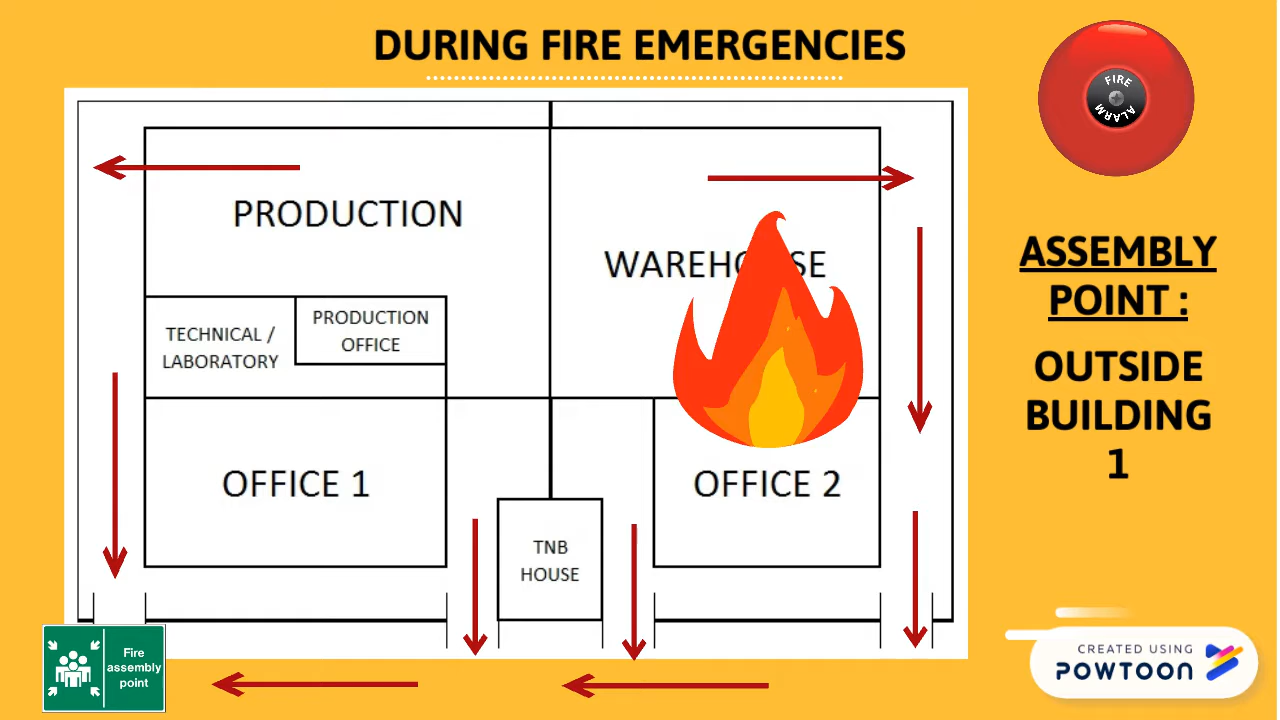 DURING FIRE EMERGENCIES
FIRE
ALARM
PRODUCTION
WAREHOUSE
TECHNICAL /
LABORATORY
PRODUCTION
OFFICE
OFFICE 1
OFFICE 2
TNB
HOUSE
ASSEMBLY
POINT :
OUTSIDE
BUILDING
1
Fire
assembly
point
CREATED USING
POWTOON